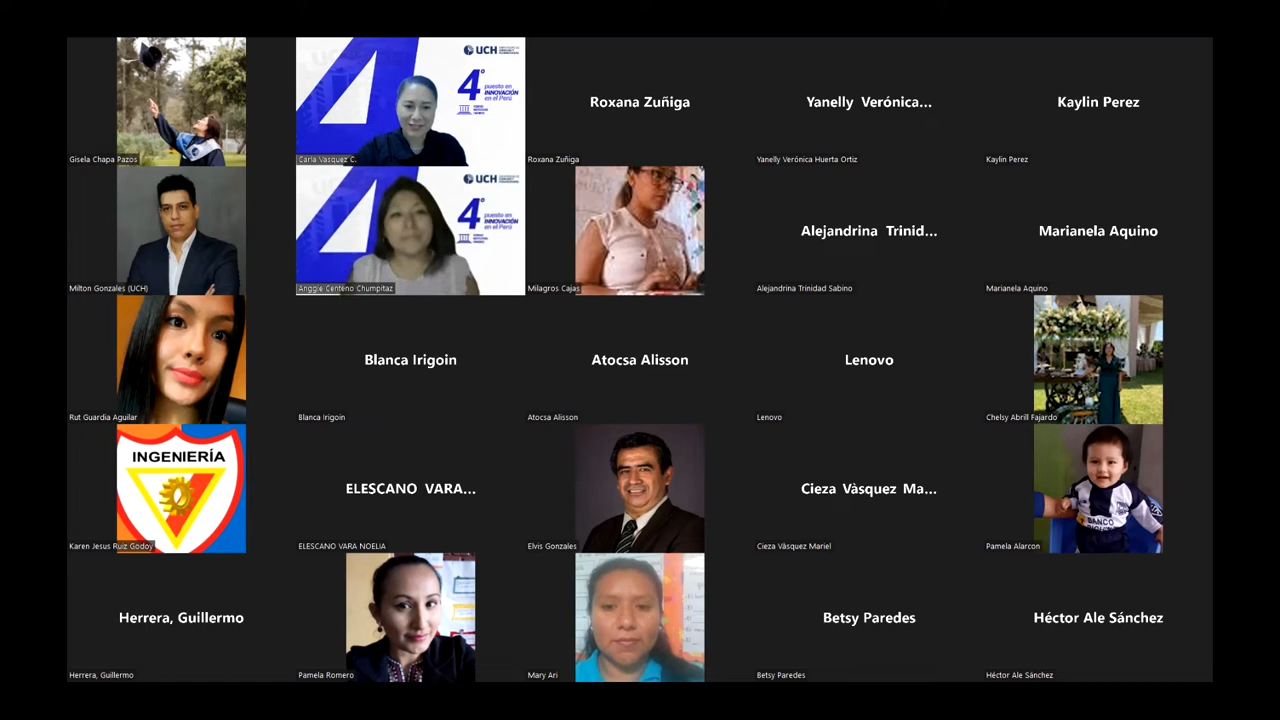 Gisela Chapa Pazos
UCH
4°
puesto en
INNOVACIÓN
en el Perú
Carla Vasquez C.
Roxana Zuñiga
Roxana Zuñiga
Yanelly Veróni...
Yanelly Verónica Huerta Ortiz
Kaylin Perez
Kaylin Perez
Milton Gonzales (UCH)
UCH
4°
puesto en
INNOVACIÓN
en el Perú
Anggie Centeno Chumpitaz
Milagros Cajas
Alejandrina Trinid...
Alejandrina Trinidad Sabino
Marianela Aquino
Marianela Aquino
Rut Guardia Aguilar
Blanca Irigoin
Blanca Irigoin
Atocsa Alisson
Atocsa Alisson
Lenovo
Lenovo
Chelsy Abrill Fajardo
INGENIERÍA
Karen Jesus Ruiz Godoy
ELESCANO VARA...
ELESCANO VARA NOELIA
Elvis Gonzales
Cieza Vàsquez Ma...
Cieza Vàsquez Mariel
BANCO
Pamela Alarcon
Herrera, Guillermo
Herrera, Guillermo
Pamela Romero
Mary Ari
Betsy Paredes
Betsy Paredes
Héctor Ale Sánchez
Héctor Ale Sánchez